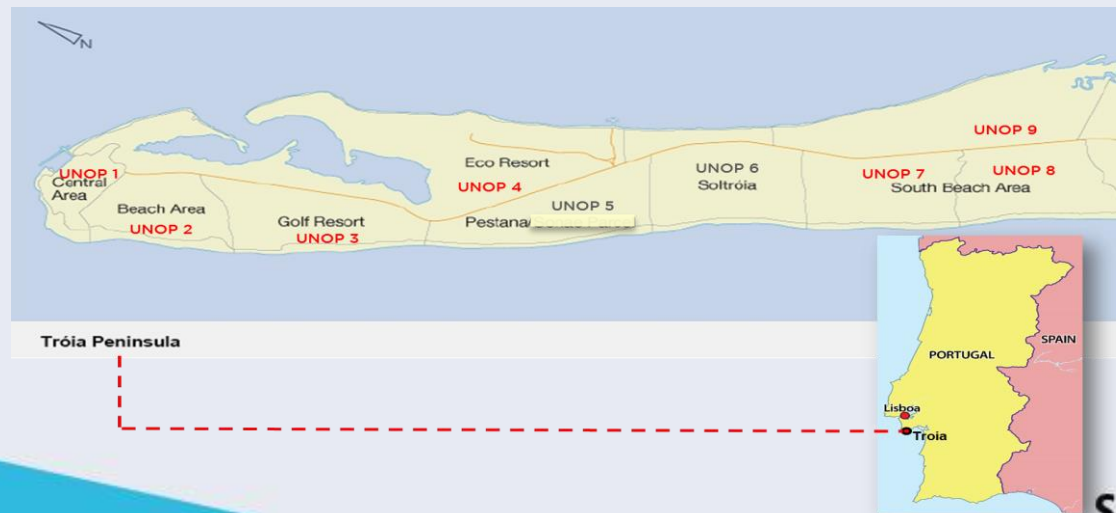 N
UNOP 1
Central
Area
Beach Area
UNOP 2
Golf Resort
UNOP 3
Eco Resort
UNOP 4
UNOP 5
Pestana/
UNOP 6
Soltróia
UNOP 7
UNOP 8
South Beach Area
UNOP 9
Tróia Peninsula
PORTUGAL
SPAIN
Lisboa
Troia